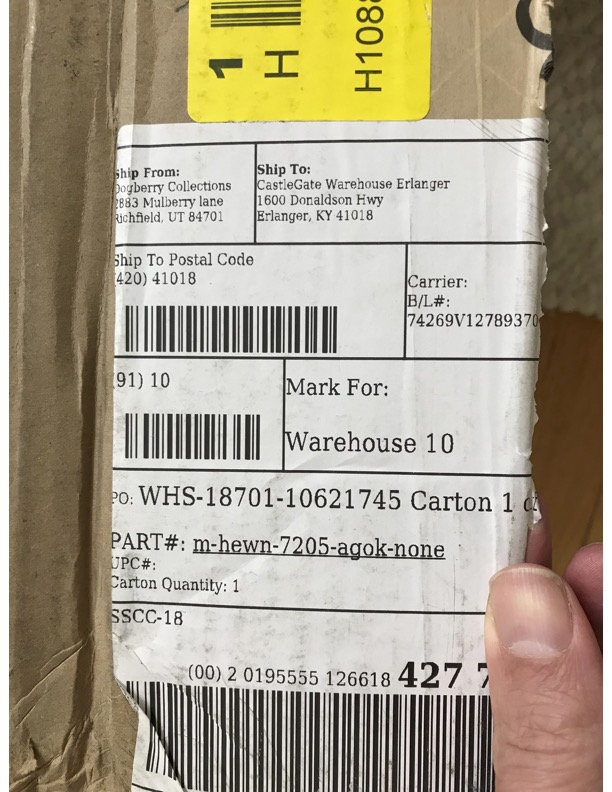 1
H
H108
Ship From:
Dogberry Collections
2883 Mulberry lane
Richfield, UT 84701
Ship To:
CastleGate Warehouse Erlanger
1600 Donaldson Hwy
Erlanger, KY 41018
Ship To Postal Code
(420) 41018
Carrier:
B/L#:
74269V12789370
(91) 10
Mark For:
Warehouse 10
PO: WHS-18701-10621745 Carton 1
PART#: m-hewn-7205-agok-none
UPC#:
Carton Quantity: 1
SSCC-18
(00) 2 0195555 126618 427 7